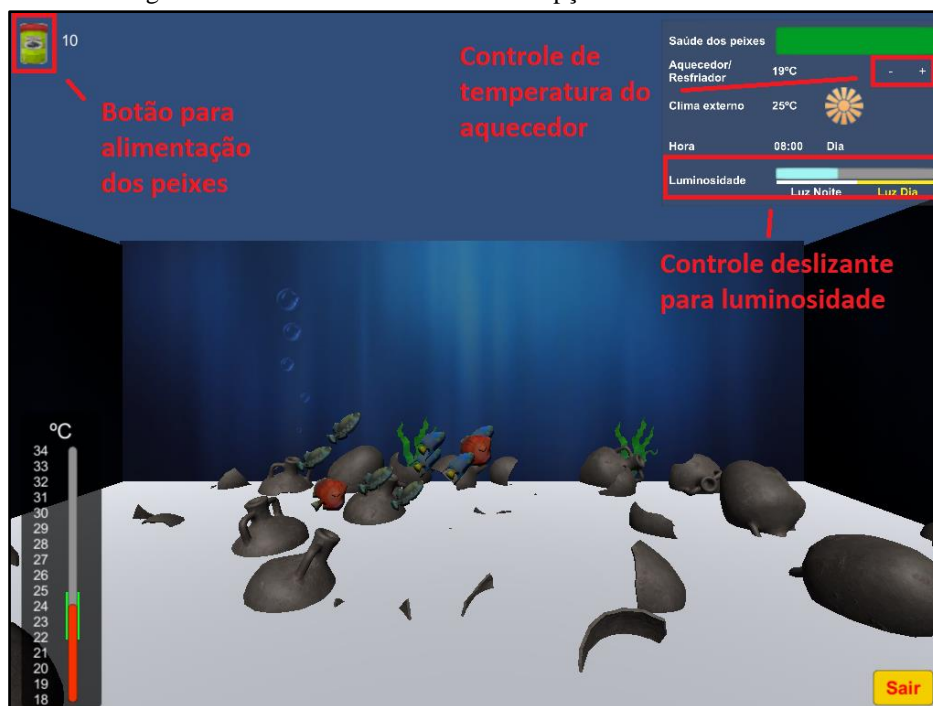 10
Botão para
alimentação
dos peixes
Controle de
temperatura do
aquecedor
Saúde dos peixes
Aquecedor/
Resfriador 19ºC - +
Clima externo 25ºC
Hora 08:00 Dia
Luminosidade
Luz Noite Luz Dia
Controle deslizante
para luminosidade
ºC
34
33
32
31
30
29
28
27
26
25
24
23
22
21
20
19
18
Sair